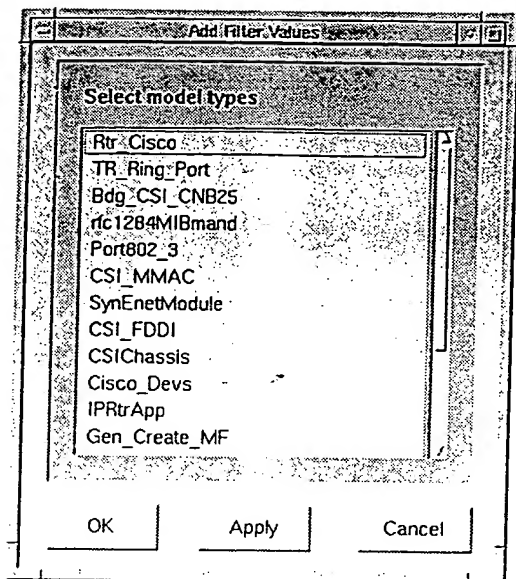 Add Filter Values
Select model types
Rtr_Cisco
TR_Ring_Port
Bdg_CSI_CNB25
rfc1284MIBmand
Port802_3
CSI_MMAC
SynEnetModule
CSI_FDDI
CSIChassis
Cisco_Devs
IPRtrApp
Gen_Create_MF
OK Apply Cancel